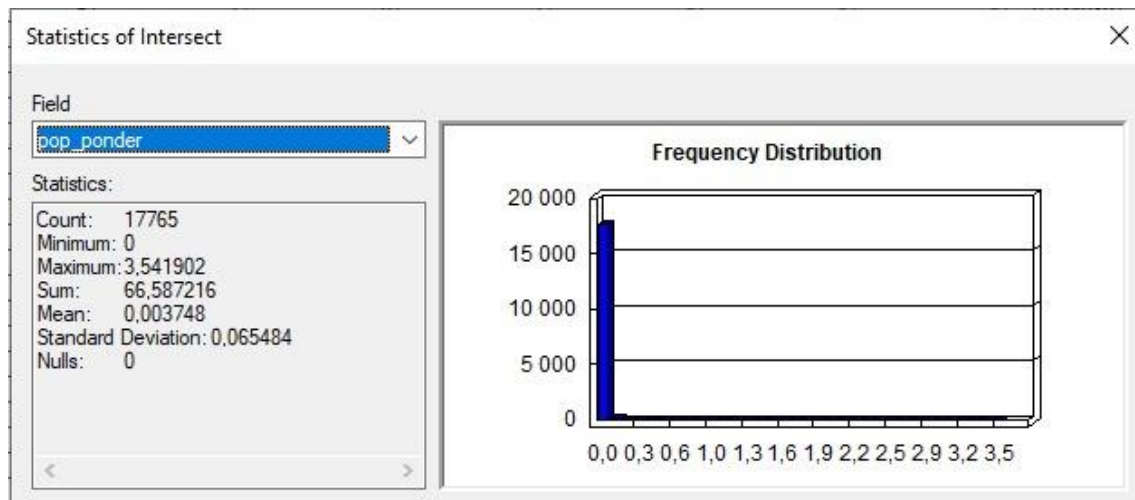 Statistics of Intersect
Field
pop_ponder
Statistics:
Count: 17765
Minimum: 0
Maximum: 3,541902
Sum: 66,587216
Mean: 0,003748
Standard Deviation: 0,065484
Nulls: 0
Frequency Distribution
20 000
15 000
10 000
5 000
0
0,0 0,3 0,6 1,0 1,3 1,6 1,9 2,2 2,5 2,9 3,2 3,5